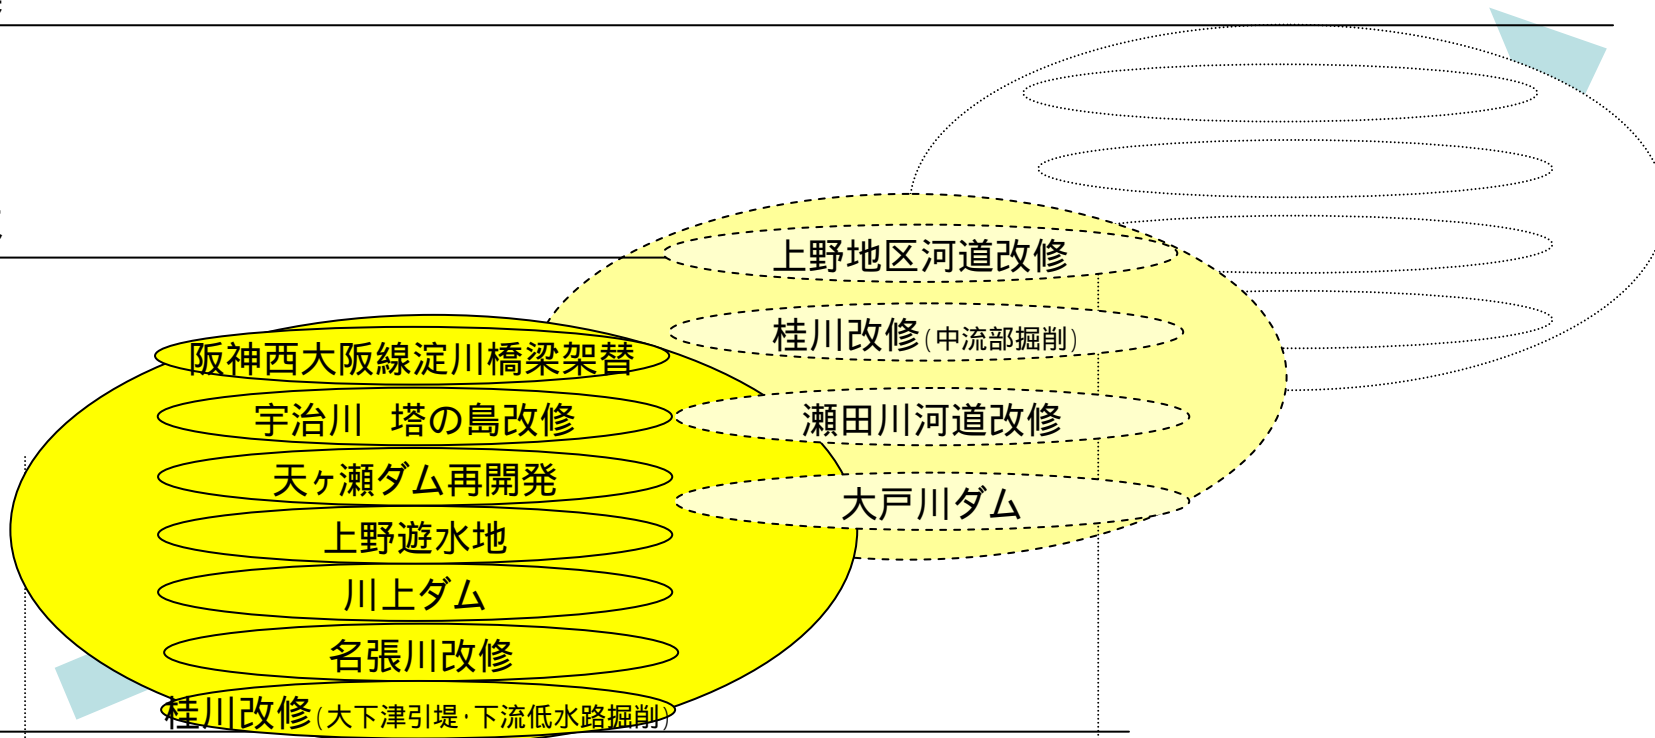 上野地区河道改修
桂川改修(中流部掘削)
瀬田川河道改修
大戸川ダム
阪神西大阪線淀川橋梁架替
宇治川 塔の島改修
天ヶ瀬ダム再開発
上野遊水地
川上ダム
名張川改修
桂川改修(大下津引堤・下流低水路掘削)